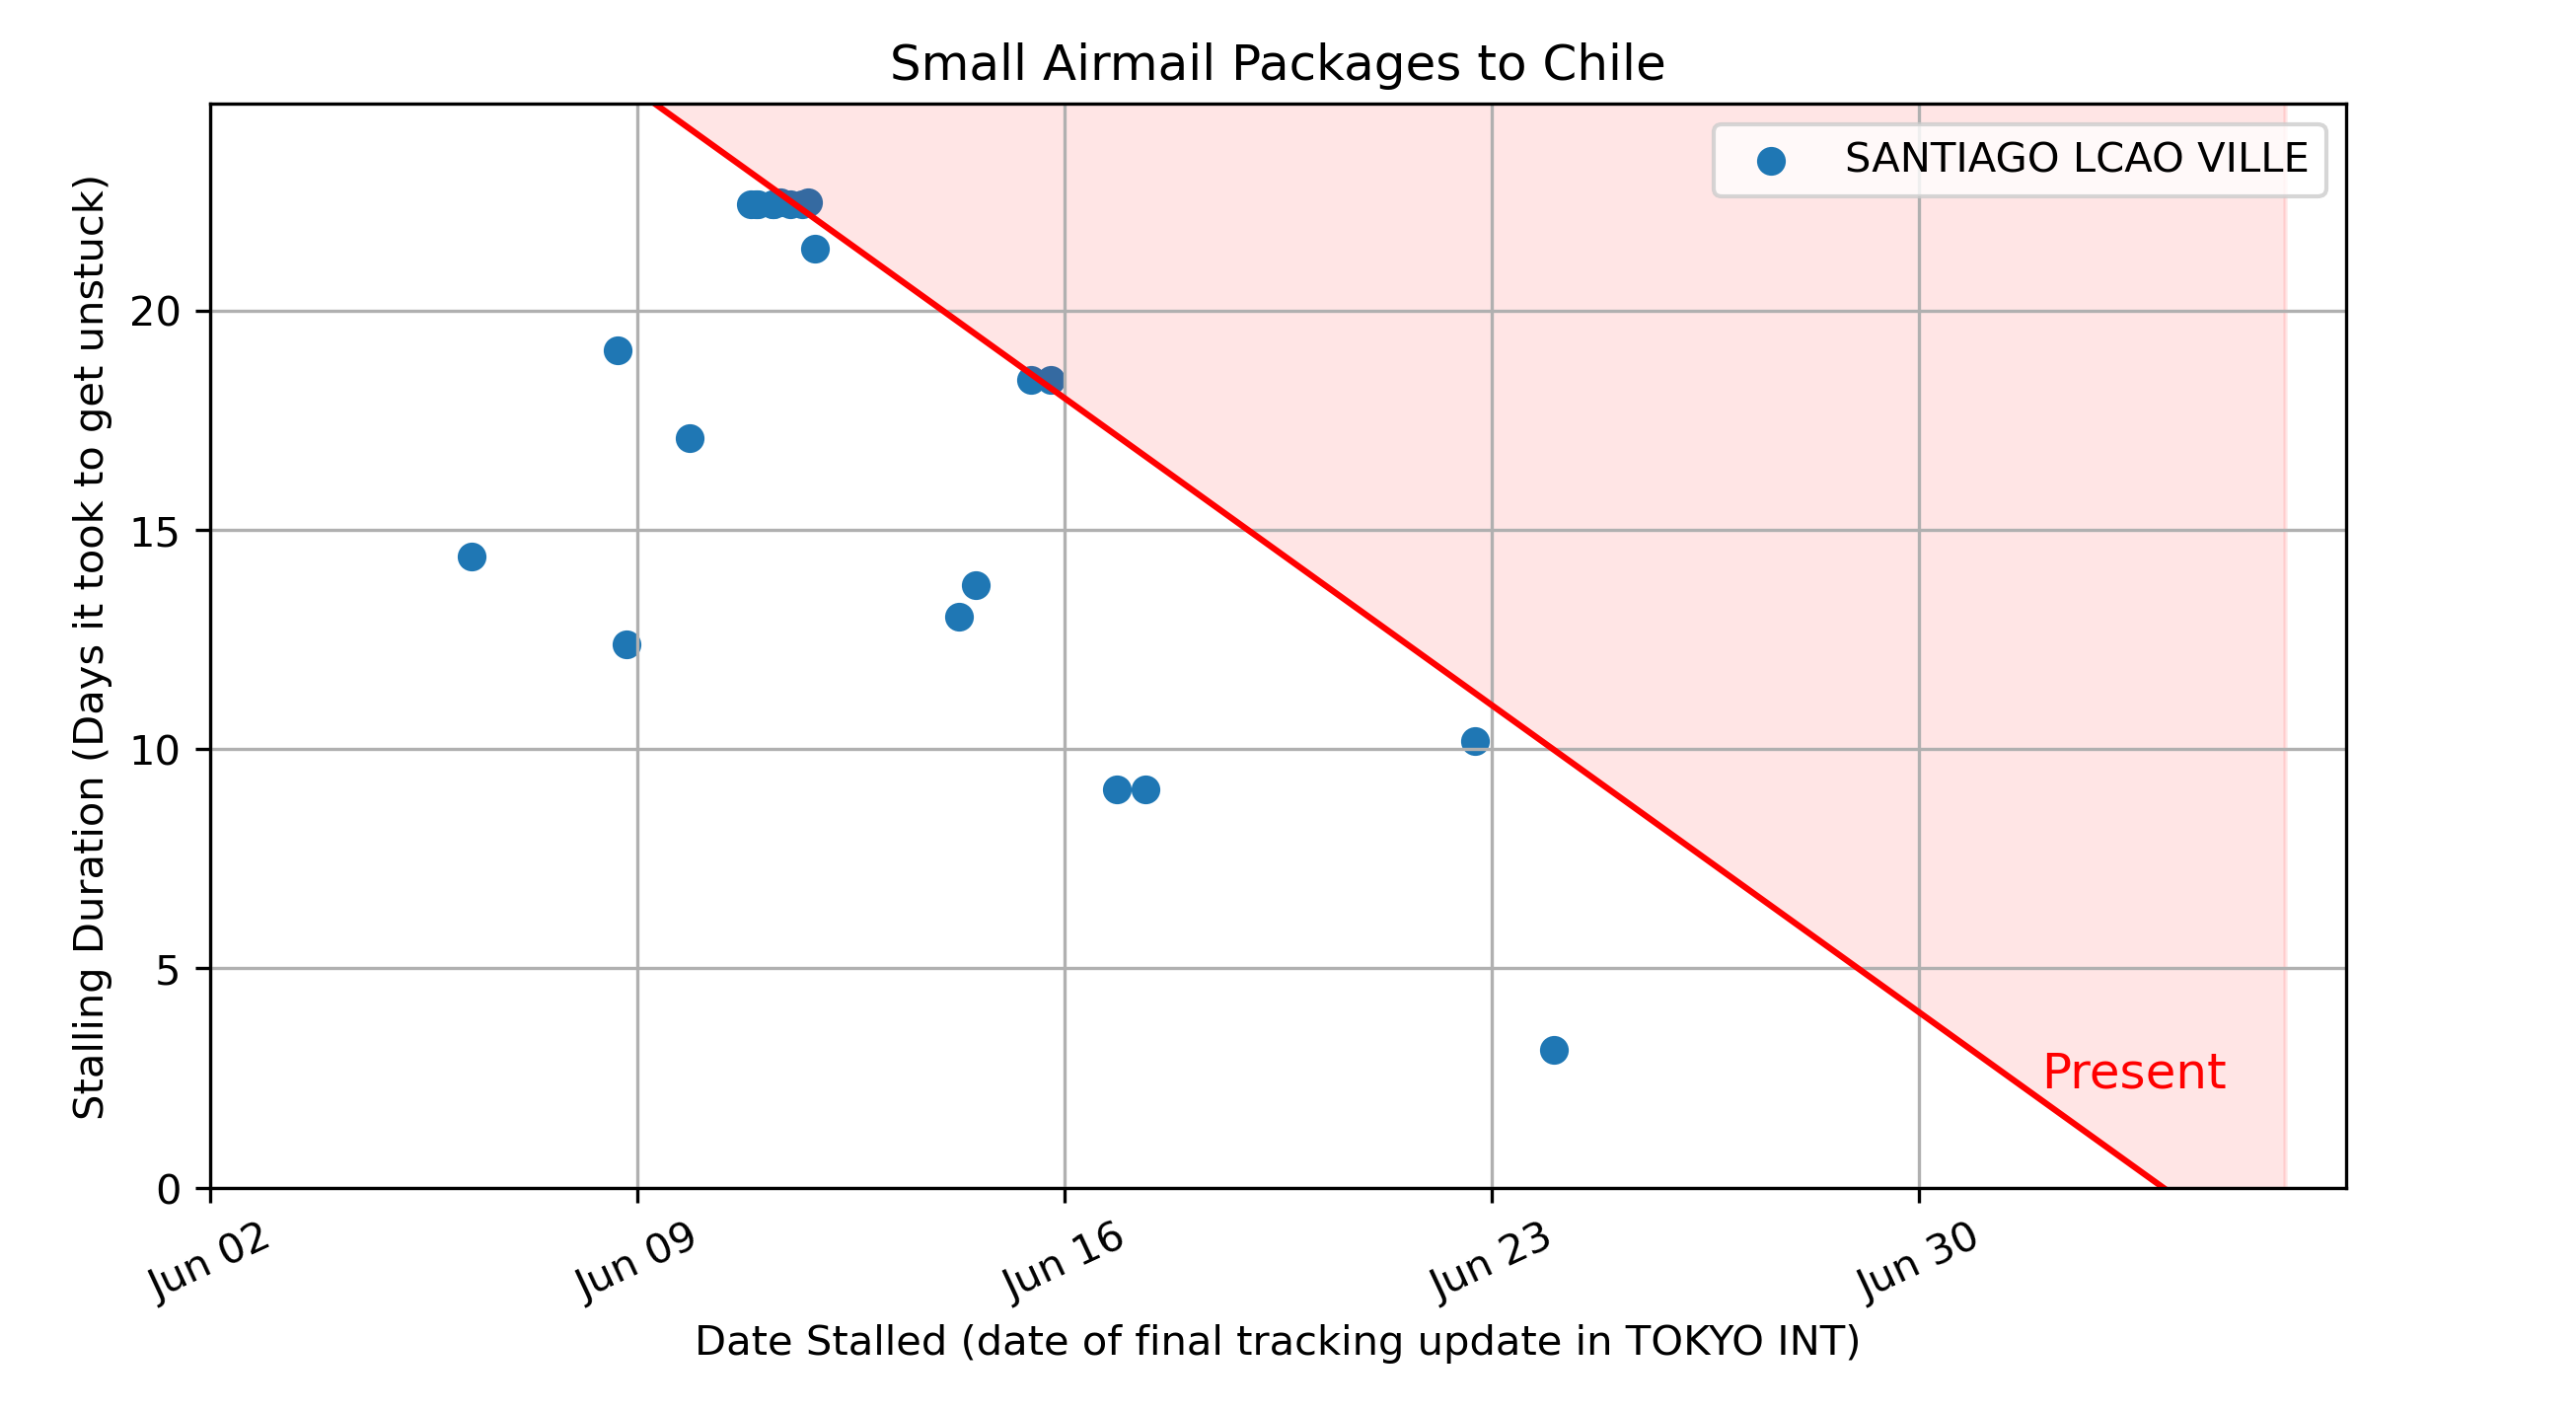 Small Airmail Packages to Chile
SANTIAGO LCAO VILLE
Stalling Duration (Days it took to get unstuck)
20
15
10
5
0
Present
Jun 02
Jun 09
Jun 16
Jun 23
Jun 30
Date Stalled (date of final tracking update in TOKYO INT)